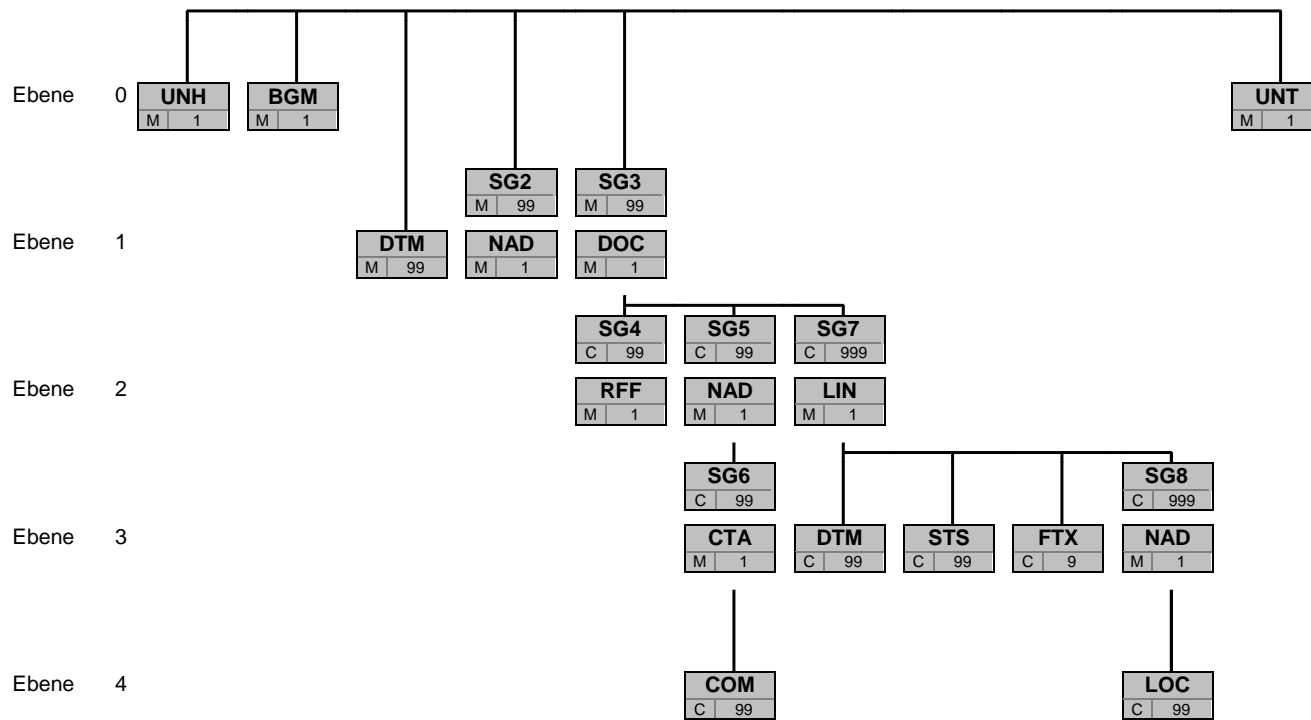 Ebene 0 UNH BGM UNT
M 1 M 1 M 1
SG2 SG3
M 99 M 99
Ebene 1 DTM NAD DOC
M 99 M 1 M 1
SG4 SG5 SG7
C 99 C 99 C 999
Ebene 2 RFF NAD LIN
M 1 M 1 M 1
SG6 SG8
C 99 C 999
Ebene 3 CTA DTM STS FTX NAD
M 1 C 99 C 99 C 9 M 1
Ebene 4 COM LOC
C 99 C 99